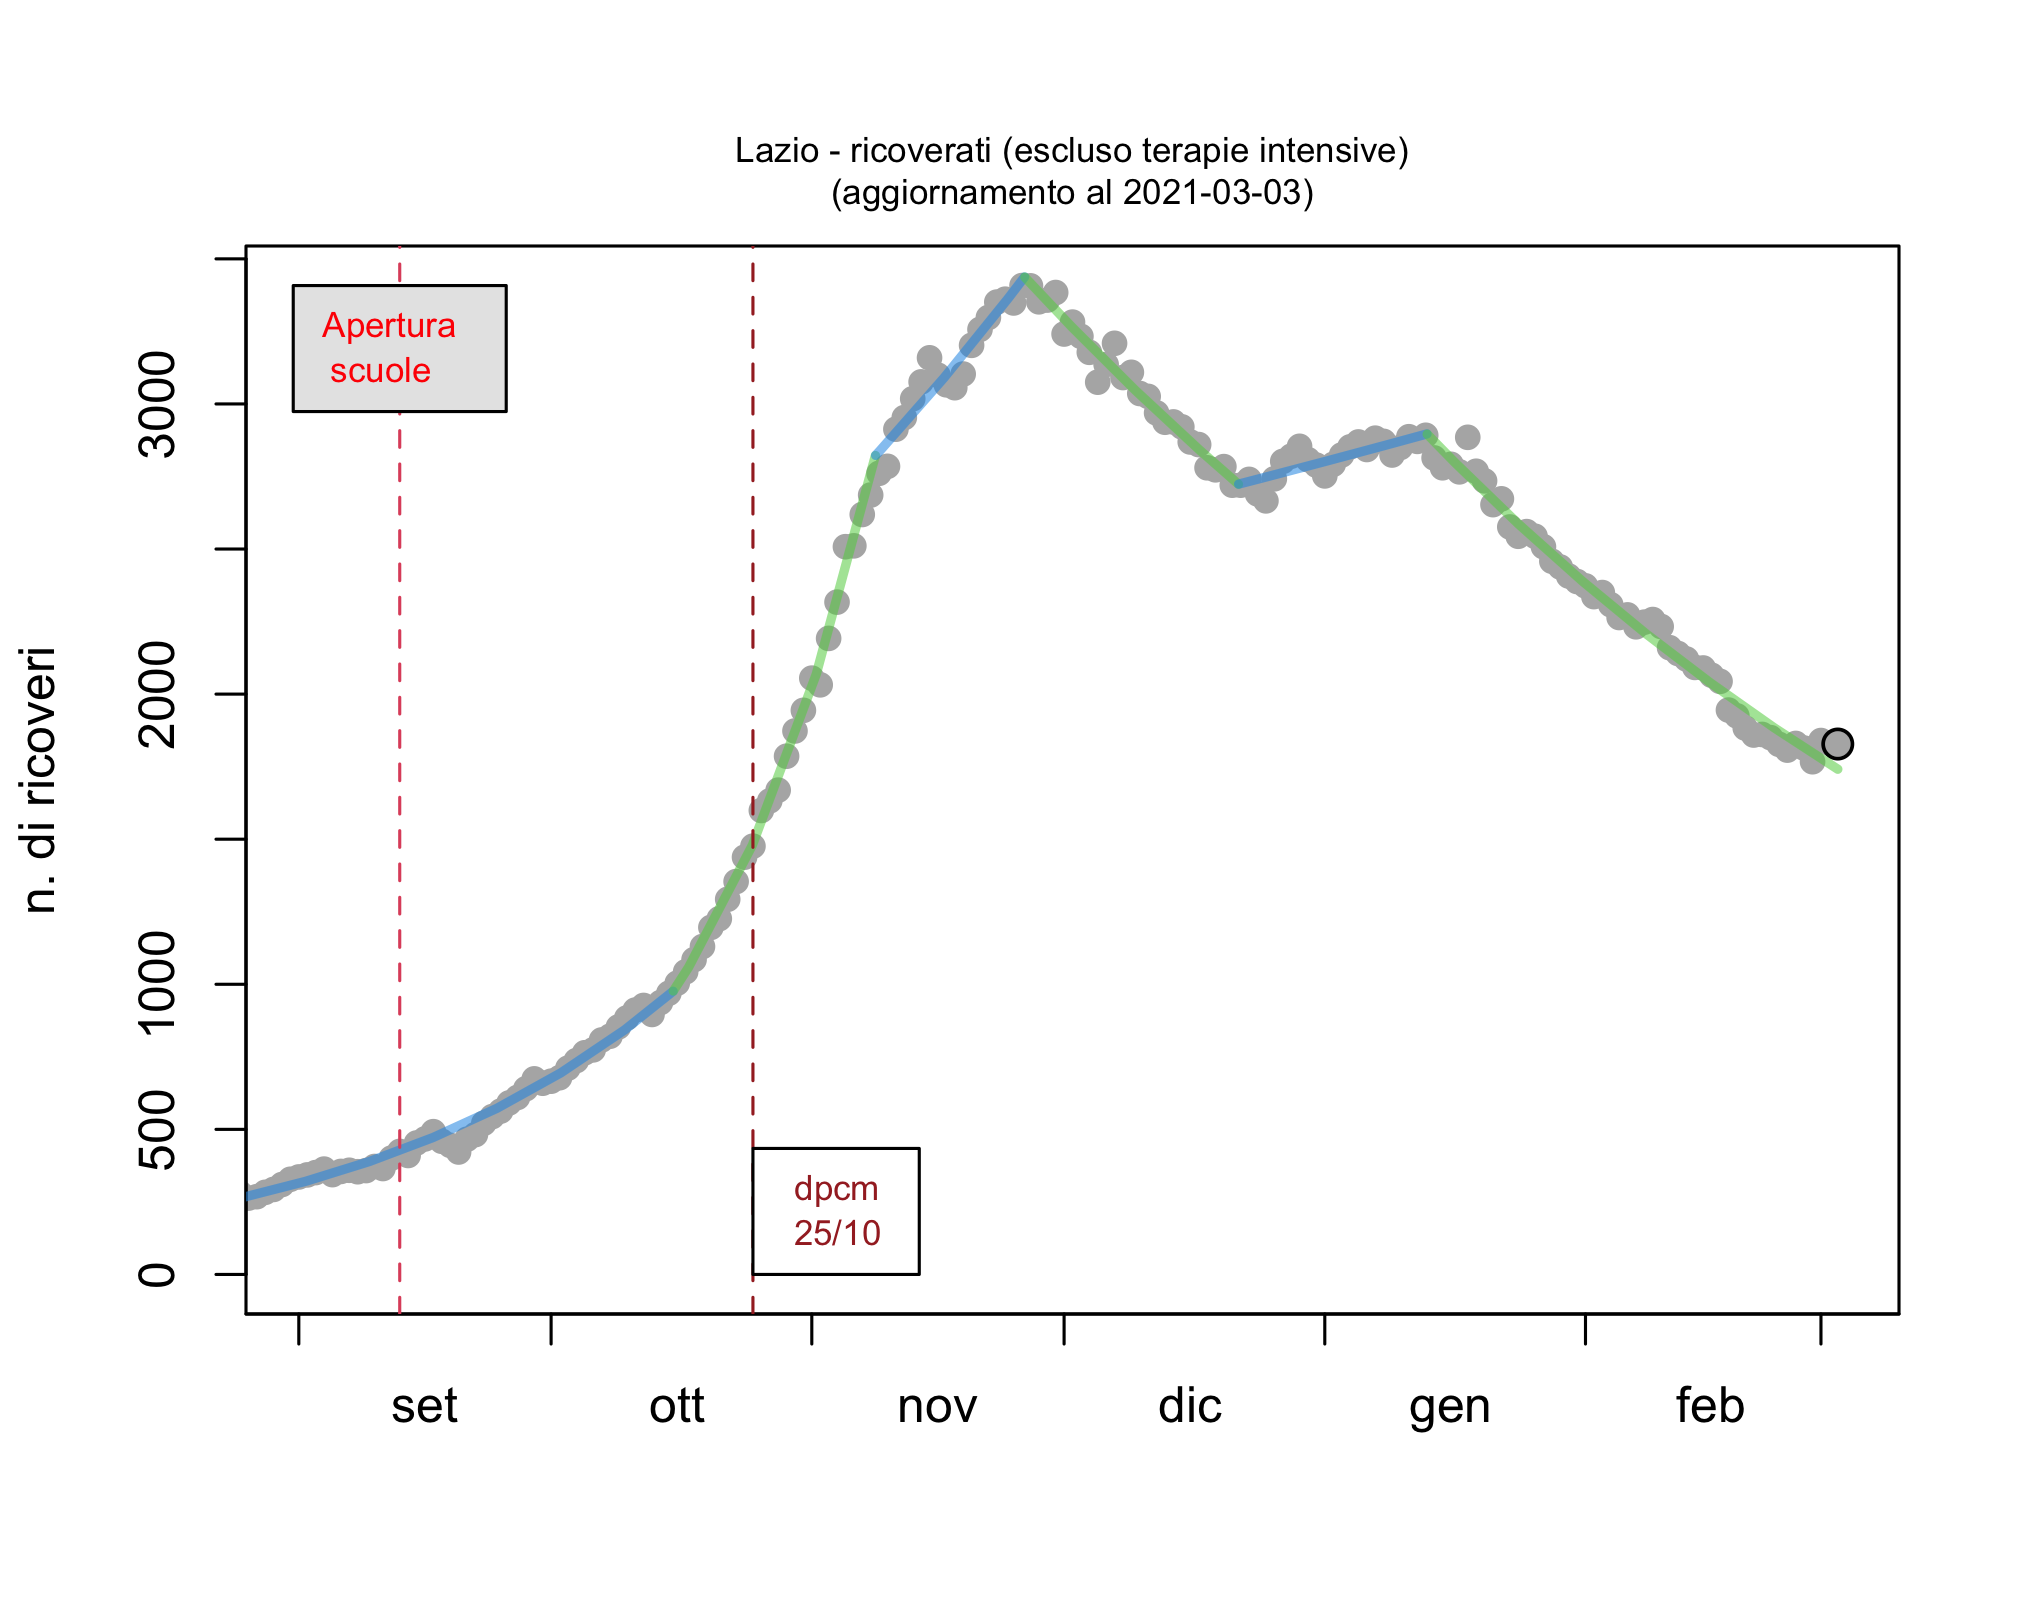 Lazio - ricoverati (escluso terapie intensive)
(aggiornamento al 2021-03-03)
Apertura
scuole
dpcm
25/10
n. di ricoveri
3000
2000
1000
500
0
set
ott
nov
dic
gen
feb